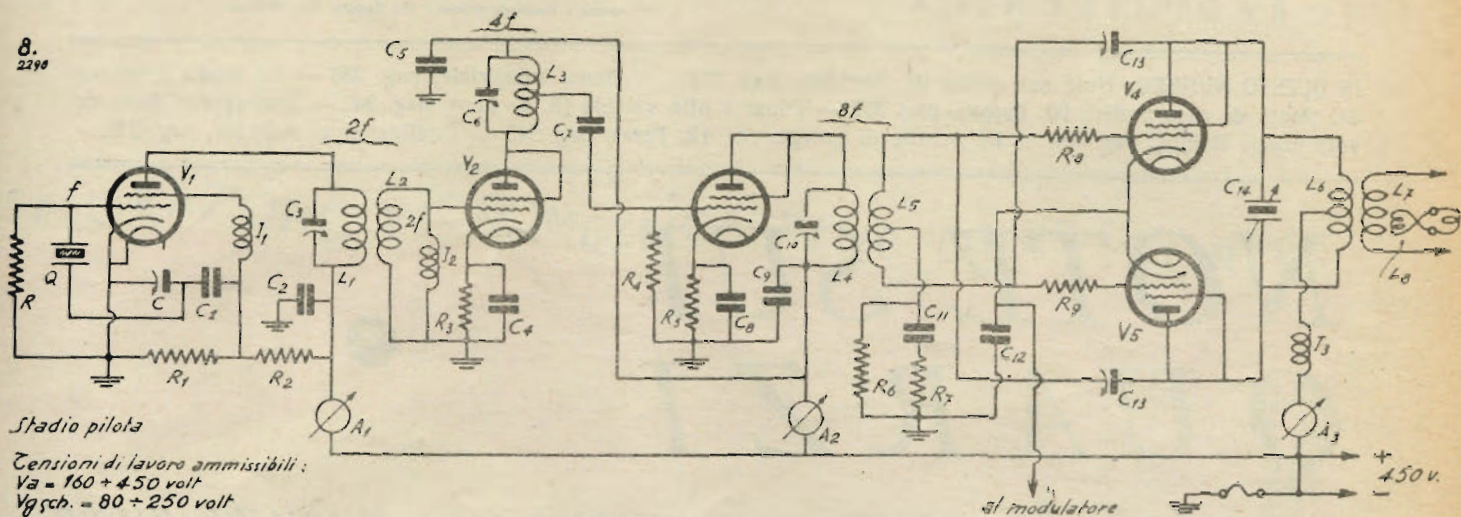 8.
2290
f
V1
R
Q
C
C1
J1
R1
R2
C2
C3
L1
2f
L2
2f
J2
R3
C4
V2
C5
C6
L3
4f
C7
R4
R5
C8
C9
C10
L4
8f
L5
R6
C11
R7
C12
R8
R9
C13
C13
V4
V5
C14
L6
L7
L8
J3
A1
A2
A3
+
450 v.
-
al modulatore
Stadio pilota
Tensioni di lavoro ammissibili:
Va = 160 ÷ 450 volt
Vgsch. = 80 ÷ 250 volt